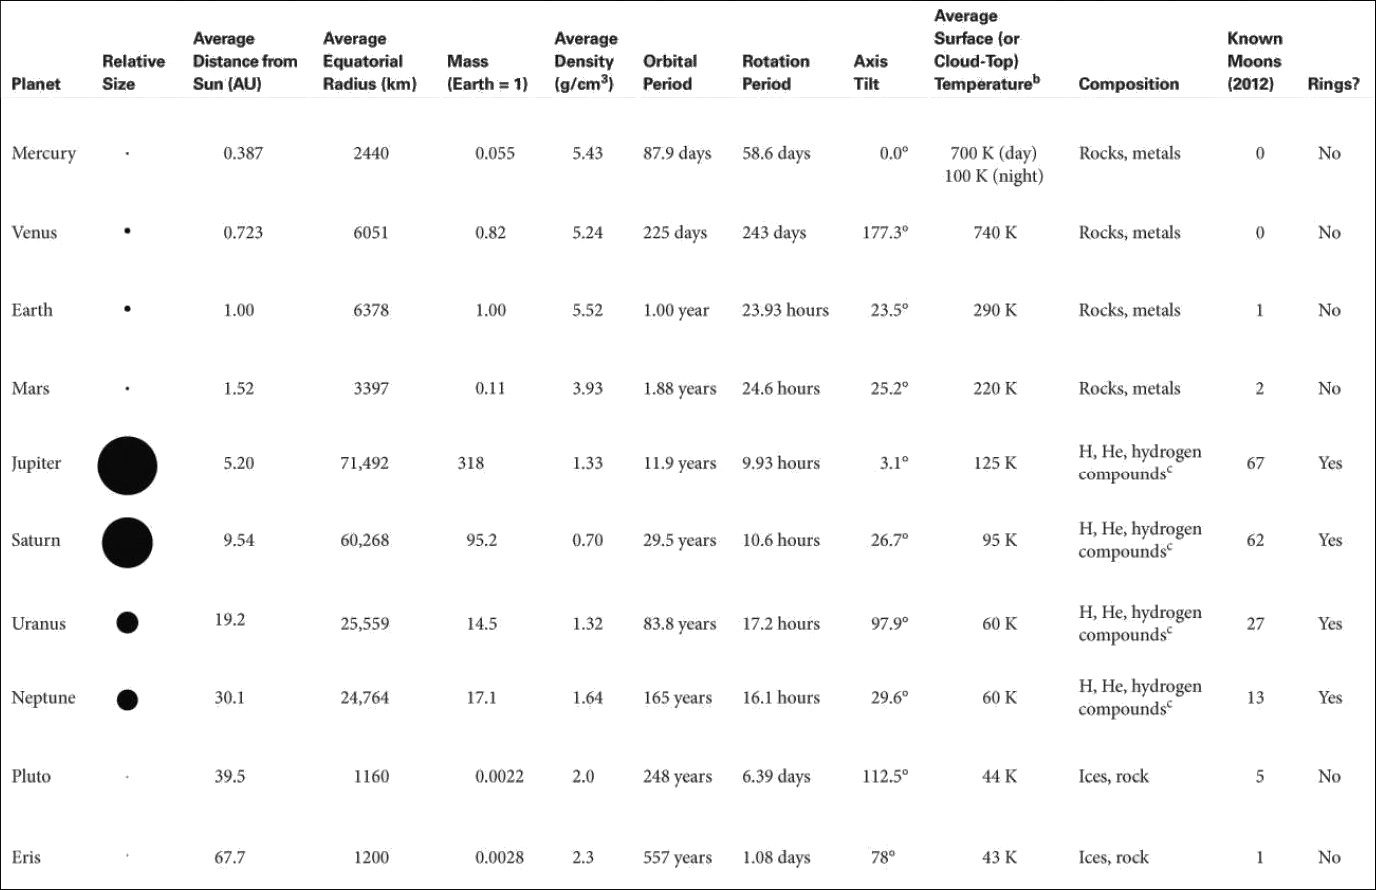 Planet Relative Size Average Distance from Sun (AU) Average Equatorial Radius (km) Mass (Earth = 1) Average Density (g/cm³) Orbital Period Rotation Period Axis Tilt Average Surface (or Cloud-Top) Temperatureᵇ Composition Known Moons (2012) Rings?
Mercury 0.387 2440 0.055 5.43 87.9 days 58.6 days 0.0° 700 K (day) 100 K (night) Rocks, metals 0 No
Venus 0.723 6051 0.82 5.24 225 days 243 days 177.3° 740 K Rocks, metals 0 No
Earth 1.00 6378 1.00 5.52 1.00 year 23.93 hours 23.5° 290 K Rocks, metals 1 No
Mars 1.52 3397 0.11 3.93 1.88 years 24.6 hours 25.2° 220 K Rocks, metals 2 No
Jupiter 5.20 71,492 318 1.33 11.9 years 9.93 hours 3.1° 125 K H, He, hydrogen compoundsᶜ 67 Yes
Saturn 9.54 60,268 95.2 0.70 29.5 years 10.6 hours 26.7° 95 K H, He, hydrogen compoundsᶜ 62 Yes
Uranus 19.2 25,559 14.5 1.32 83.8 years 17.2 hours 97.9° 60 K H, He, hydrogen compoundsᶜ 27 Yes
Neptune 30.1 24,764 17.1 1.64 165 years 16.1 hours 29.6° 60 K H, He, hydrogen compoundsᶜ 13 Yes
Pluto 39.5 1160 0.0022 2.0 248 years 6.39 days 112.5° 44 K Ices, rock 5 No
Eris 67.7 1200 0.0028 2.3 557 years 1.08 days 78° 43 K Ices, rock 1 No